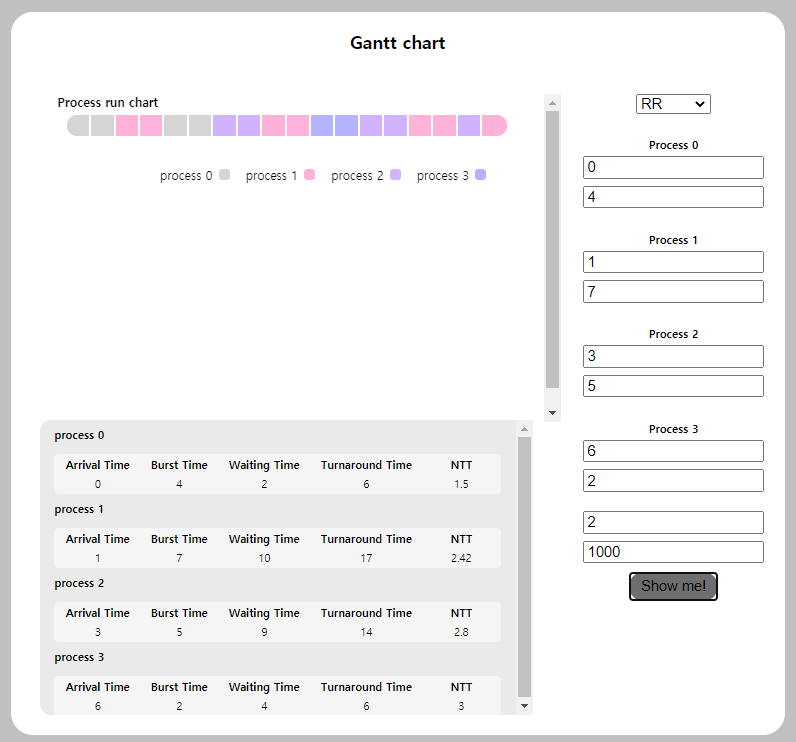 Gantt chart
Process run chart
process 0 process 1 process 2 process 3
process 0
Arrival Time Burst Time Waiting Time Turnaround Time NTT
0 4 2 6 1.5
process 1
Arrival Time Burst Time Waiting Time Turnaround Time NTT
1 7 10 17 2.42
process 2
Arrival Time Burst Time Waiting Time Turnaround Time NTT
3 5 9 14 2.8
process 3
Arrival Time Burst Time Waiting Time Turnaround Time NTT
6 2 4 6 3
RR
Process 0
0
4
Process 1
1
7
Process 2
3
5
Process 3
6
2
2
1000
Show me!